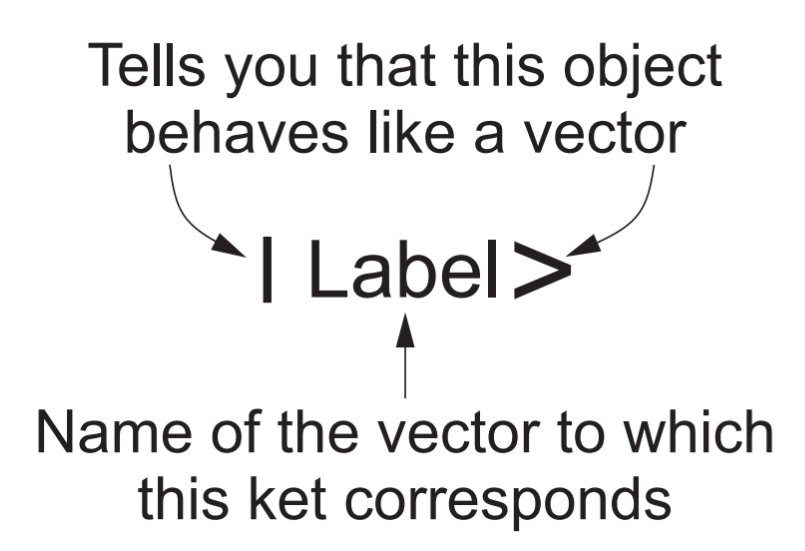 Tells you that this object
behaves like a vector
| Label >
Name of the vector to which
this ket corresponds